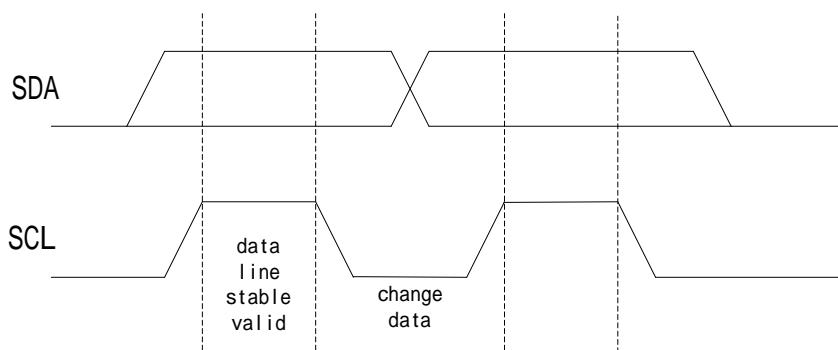 SDA
SCL
data
line
stable
valid
change
data